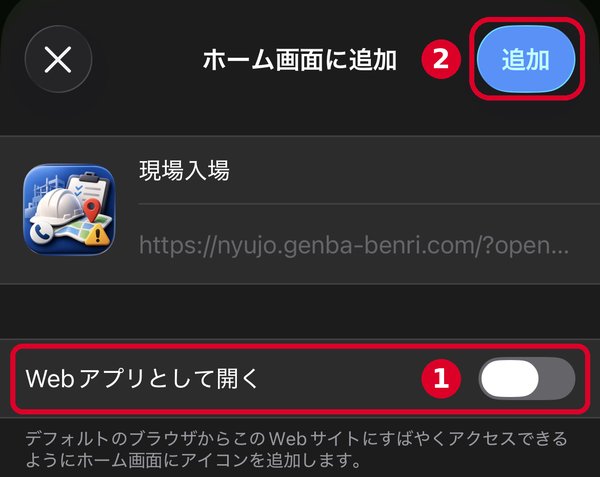 ホーム画面に追加 2 追加
現場入場
https://nyujo.genba-benri.com/?open...
Webアプリとして開く 1
デフォルトのブラウザからこのWebサイトにすばやくアクセスできる
ようにホーム画面にアイコンを追加します。